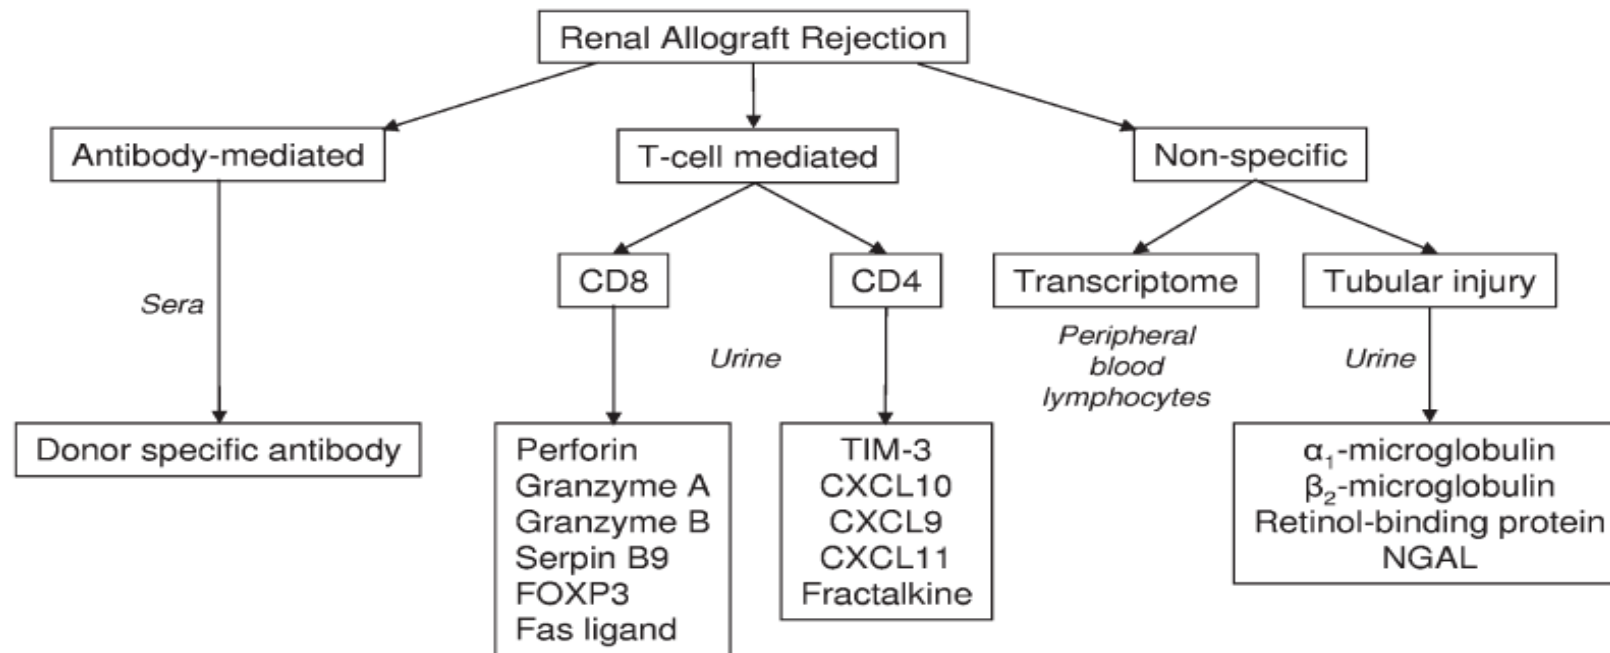 Renal Allograft Rejection
Antibody-mediated
T-cell mediated
Non-specific
CD8
CD4
Transcriptome
Tubular injury
Sera
Urine
Peripheral
blood
lymphocytes
Urine
Donor specific antibody
Perforin
Granzyme A
Granzyme B
Serpin B9
FOXP3
Fas ligand
TIM-3
CXCL10
CXCL9
CXCL11
Fractalkine
α₁-microglobulin
β₂-microglobulin
Retinol-binding protein
NGAL